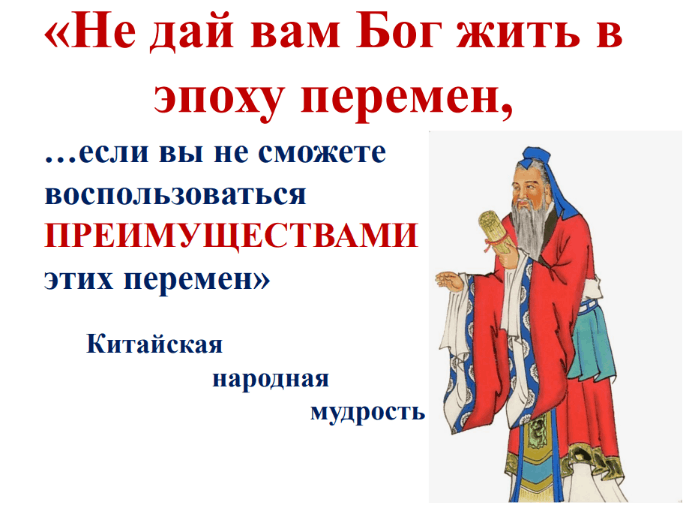 «Не дай вам Бог жить в
эпоху перемен,
…если вы не сможете
воспользоваться
ПРЕИМУЩЕСТВАМИ
этих перемен»
Китайская
народная
мудрость